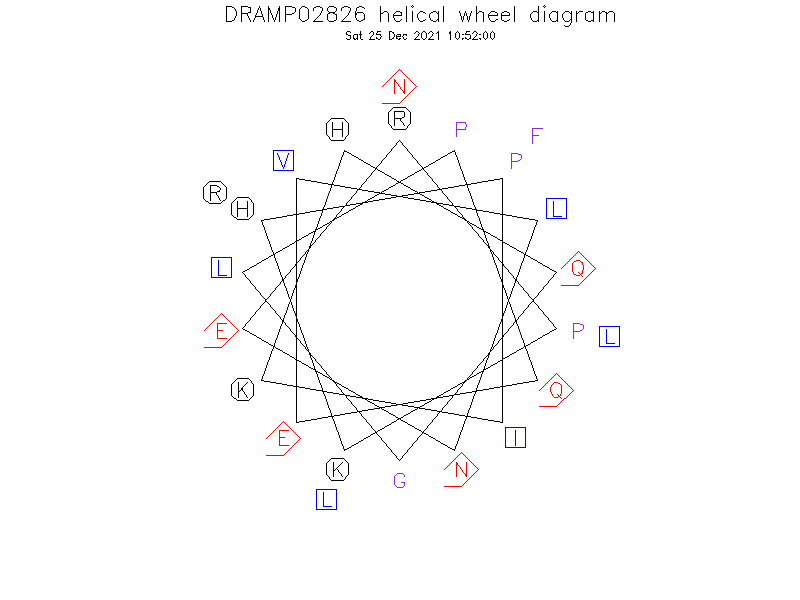 DRAMP02826 helical wheel diagram
Sat 25 Dec 2021 10:52:00
N
H R P F
V P
R H L
L Q
E P L
K Q
E I
K G N
L